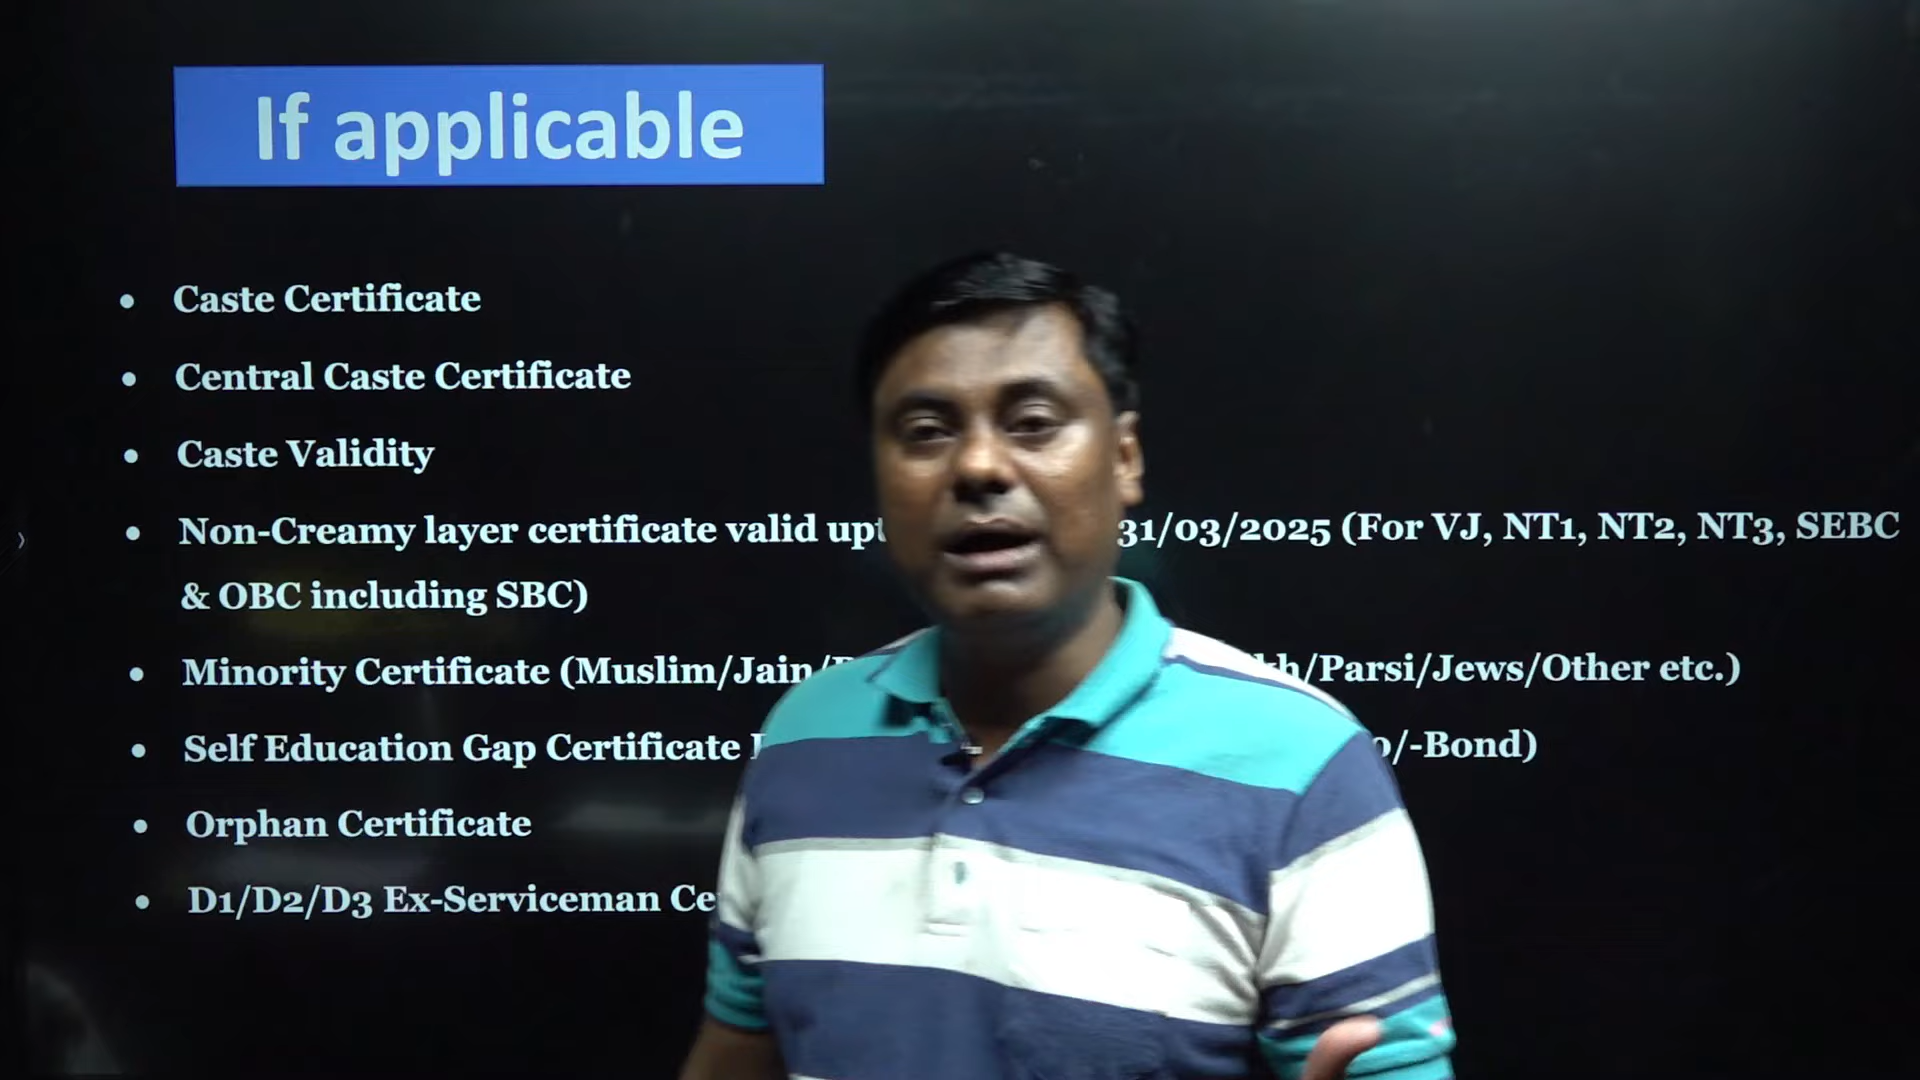 If applicable
• Caste Certificate
• Central Caste Certificate
• Caste Validity
• Non-Creamy layer certificate valid 31/03/2025 (For VJ, NT1, NT2, NT3, SEBC
& OBC including SBC)
• Minority Certificate (Muslim/Jain/ /Parsi/Jews/Other etc.)
• Self Education Gap Certificate /-Bond)
• Orphan Certificate
• D1/D2/D3 Ex-Serviceman